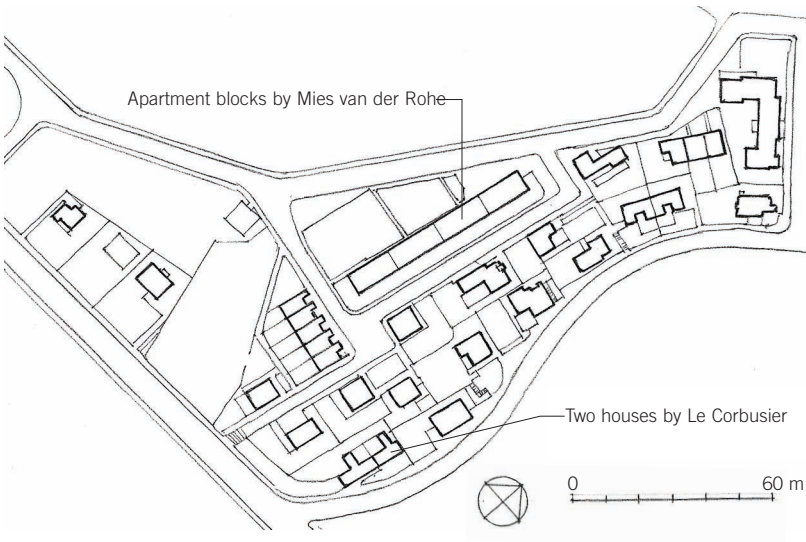 Apartment blocks by Mies van der Rohe
Two houses by Le Corbusier
0 60 m